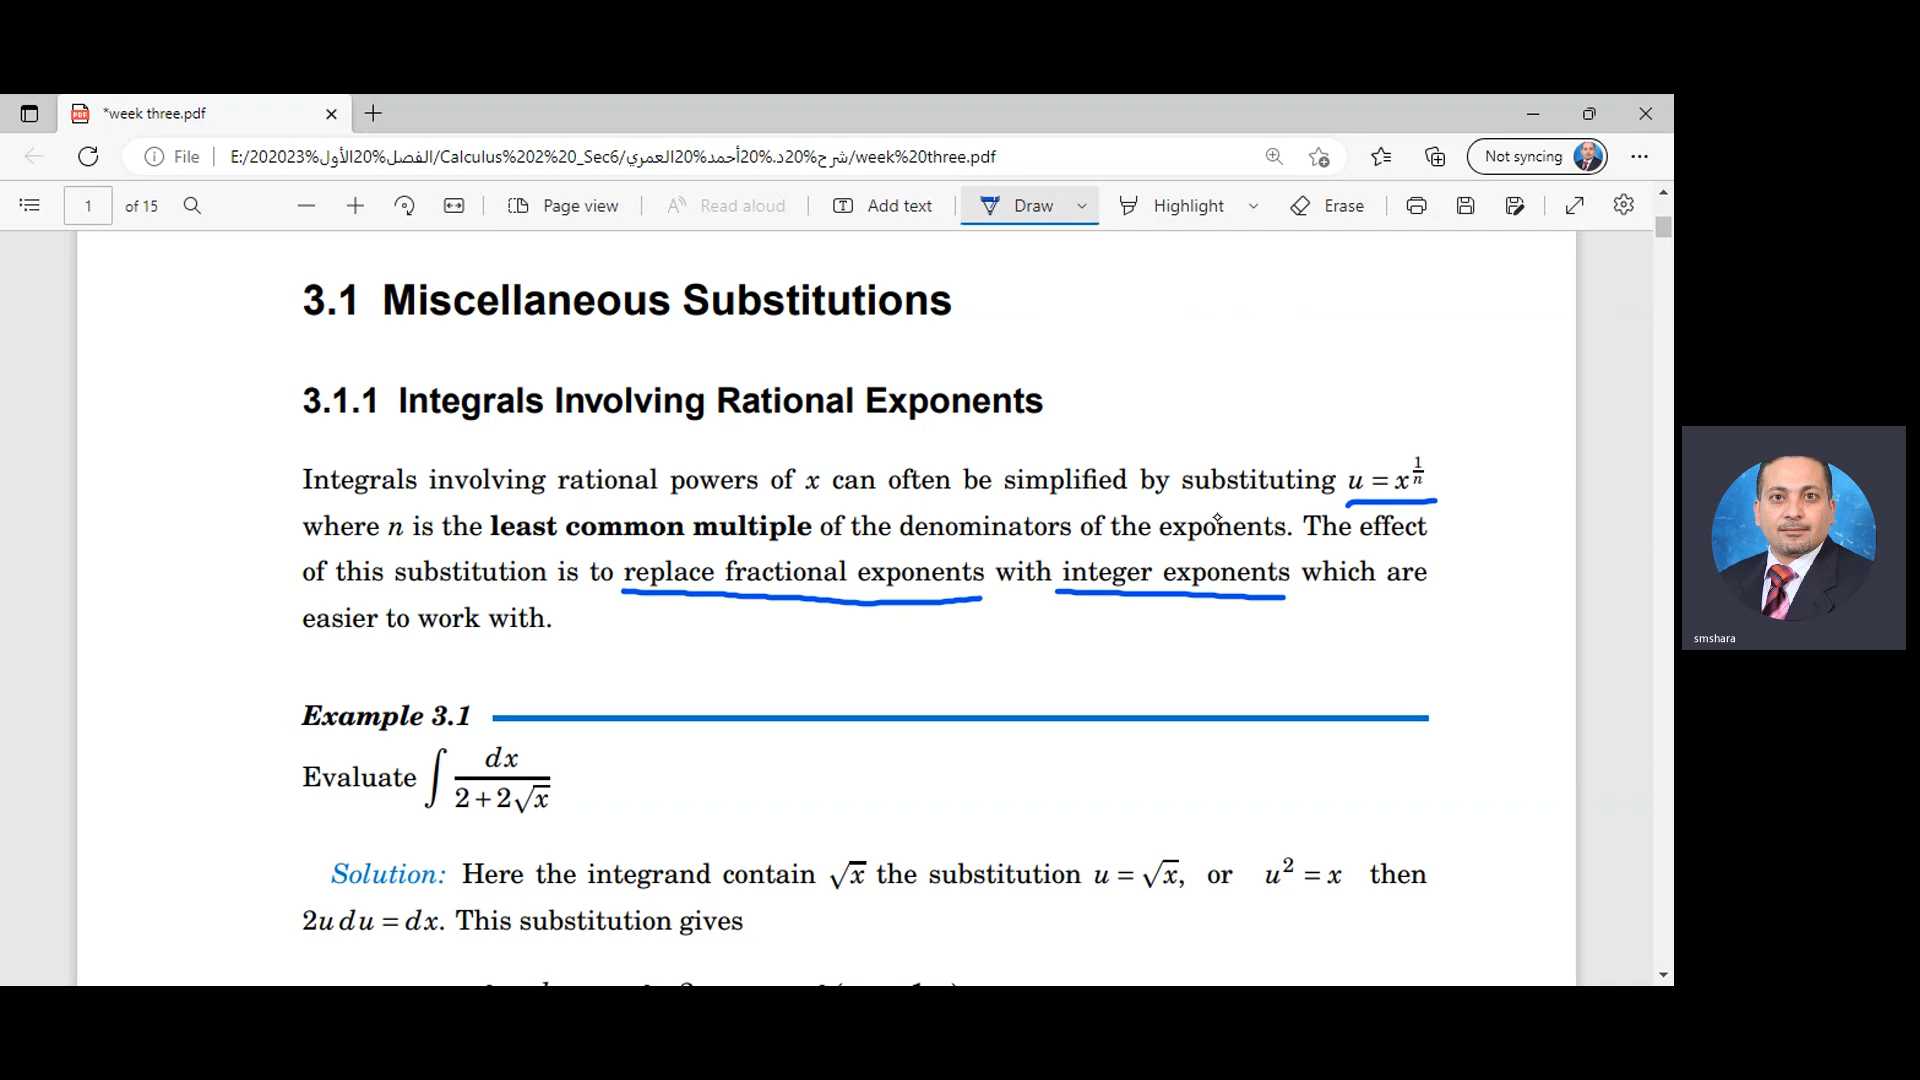 *week three.pdf
File
E:/202023%الفصل%20الأول/Calculus%202%20_Sec6/شرح%20د.%20أحمد%20العمري/week%20three.pdf
Not syncing
1 of 15
Page view
Read aloud
Add text
Draw
Highlight
Erase
3.1 Miscellaneous Substitutions
3.1.1 Integrals Involving Rational Exponents
Integrals involving rational powers of x can often be simplified by substituting u = x^{1/n}
where n is the least common multiple of the denominators of the exponents. The effect
of this substitution is to replace fractional exponents with integer exponents which are
easier to work with.
Example 3.1
Evaluate ∫ dx / (2+2√x)
Solution: Here the integrand contain √x the substitution u = √x, or u² = x then
2u du = dx. This substitution gives
smshara